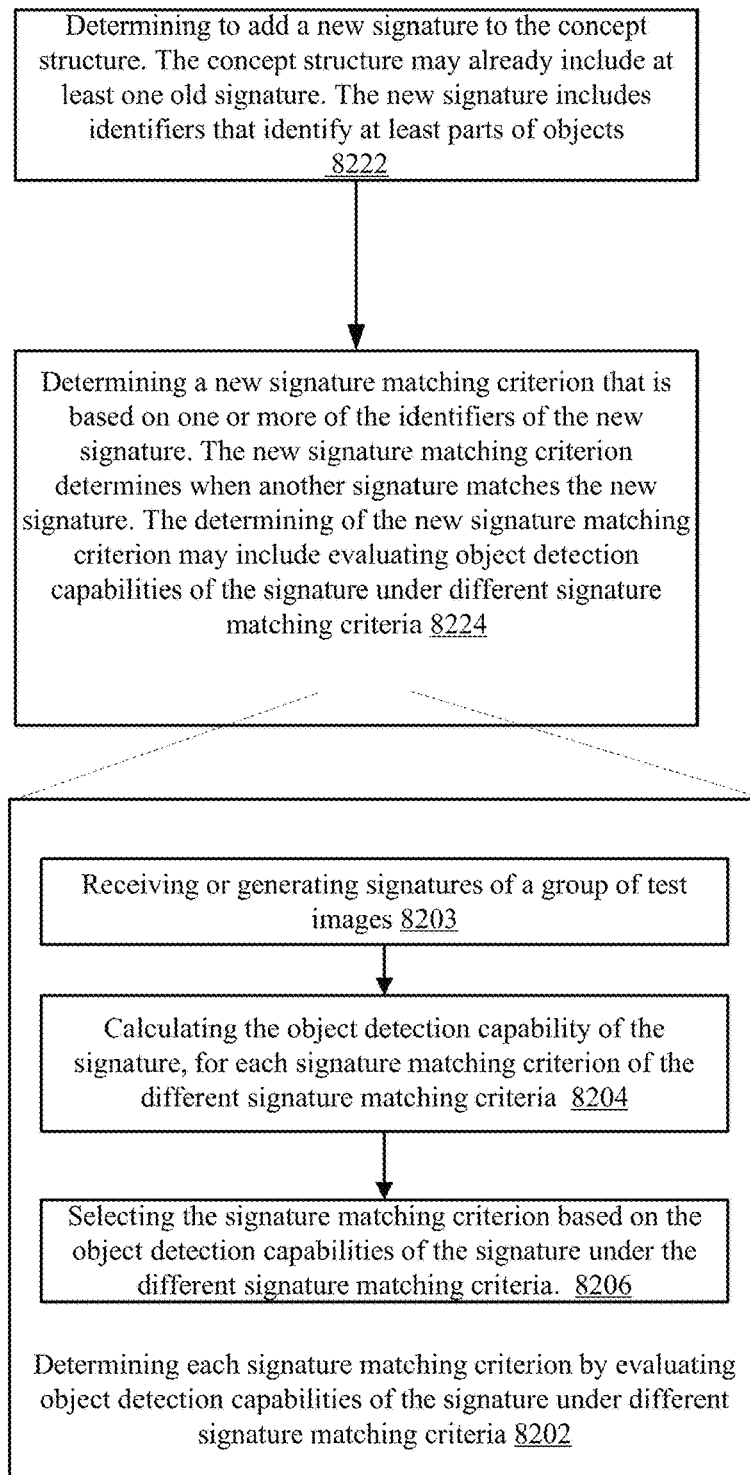 Determining to add a new signature to the concept
structure. The concept structure may already include at
least one old signature. The new signature includes
identifiers that identify at least parts of objects
8222
Determining a new signature matching criterion that is
based on one or more of the identifiers of the new
signature. The new signature matching criterion
determines when another signature matches the new
signature. The determining of the new signature matching
criterion may include evaluating object detection
capabilities of the signature under different signature
matching criteria 8224
Receiving or generating signatures of a group of test
images 8203
Calculating the object detection capability of the
signature, for each signature matching criterion of the
different signature matching criteria 8204
Selecting the signature matching criterion based on the
object detection capabilities of the signature under the
different signature matching criteria. 8206
Determining each signature matching criterion by evaluating
object detection capabilities of the signature under different
signature matching criteria 8202